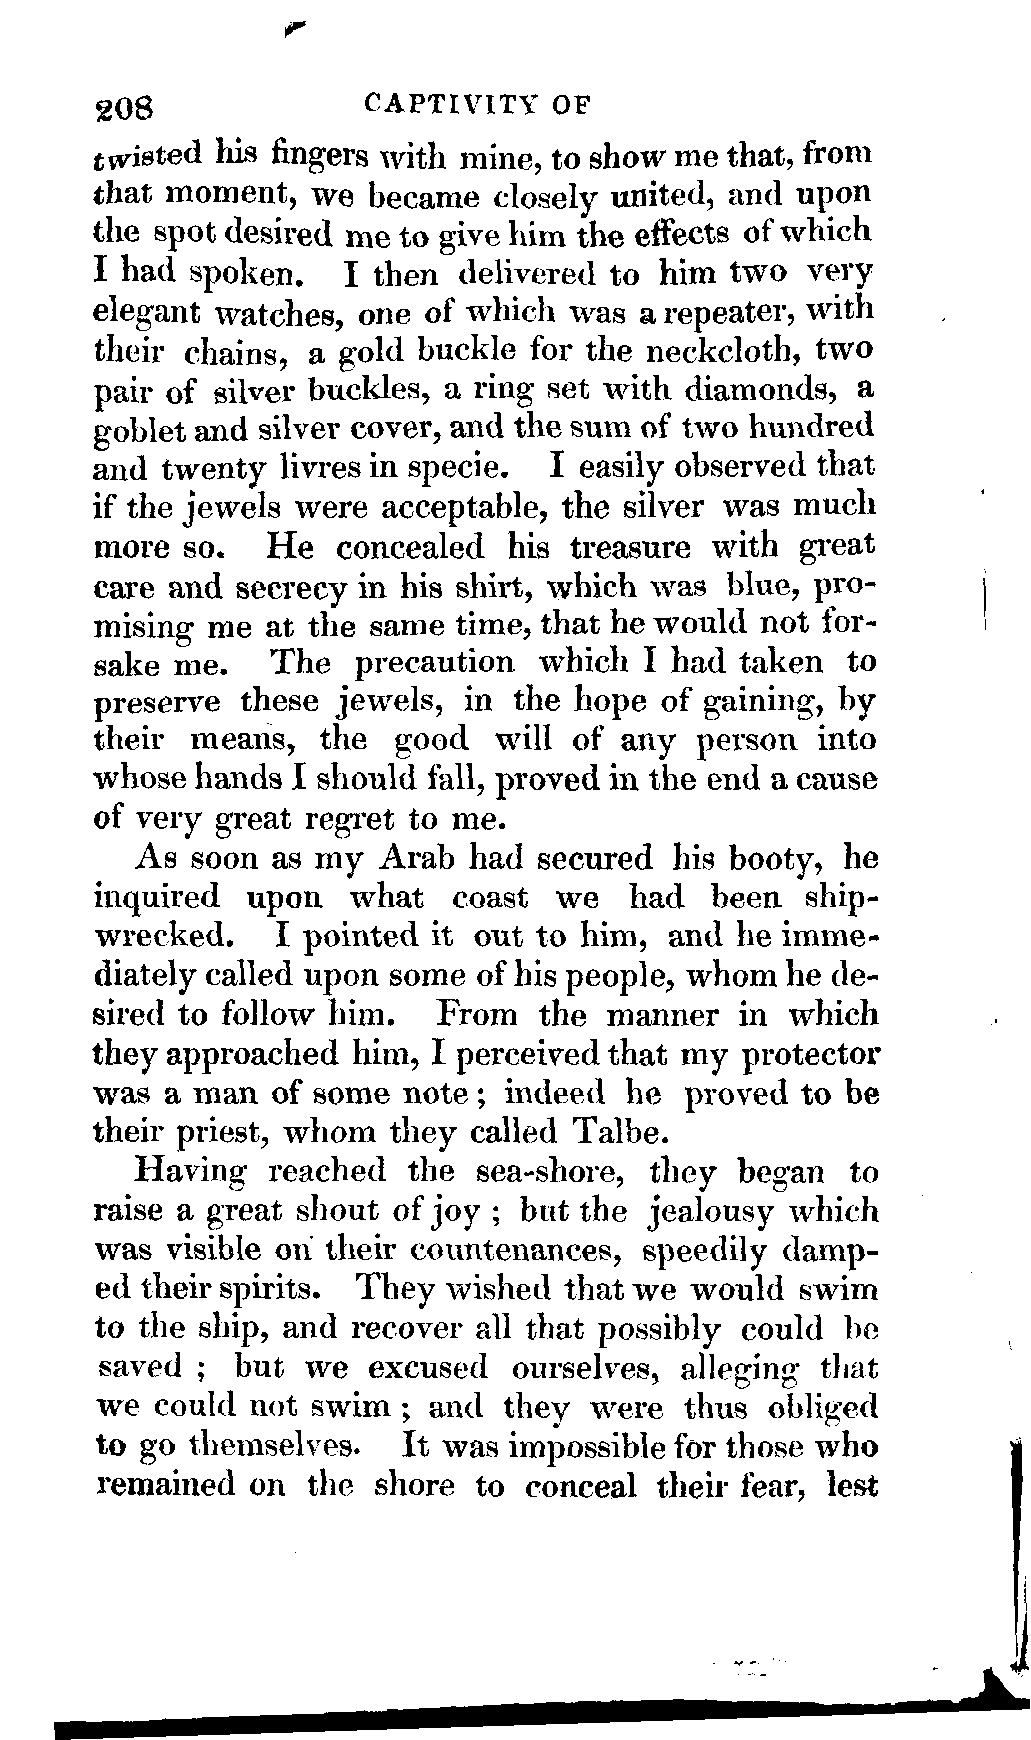 208 CAPTIVITY OF
twisted his fingers with mine, to show me that, from
that moment, we became closely united, and upon
the spot desired me to give him the effects of which
I had spoken. I then delivered to him two very
elegant watches, one of which was a repeater, with
their chains, a gold buckle for the neckcloth, two
pair of silver buckles, a ring set with diamonds, a
goblet and silver cover, and the sum of two hundred
and twenty livres in specie. I easily observed that
if the jewels were acceptable, the silver was much
more so. He concealed his treasure with great
care and secrecy in his shirt, which was blue, pro-
mising me at the same time, that he would not for-
sake me. The precaution which I had taken to
preserve these jewels, in the hope of gaining, by
their means, the good will of any person into
whose hands I should fall, proved in the end a cause
of very great regret to me.
As soon as my Arab had secured his booty, he
inquired upon what coast we had been ship-
wrecked. I pointed it out to him, and he imme-
diately called upon some of his people, whom he de-
sired to follow him. From the manner in which
they approached him, I perceived that my protector
was a man of some note; indeed he proved to be
their priest, whom they called Talbe.
Having reached the sea-shore, they began to
raise a great shout of joy; but the jealousy which
was visible on their countenances, speedily damp-
ed their spirits. They wished that we would swim
to the ship, and recover all that possibly could be
saved; but we excused ourselves, alleging that
we could not swim; and they were thus obliged
to go themselves. It was impossible for those who
remained on the shore to conceal their fear, lest